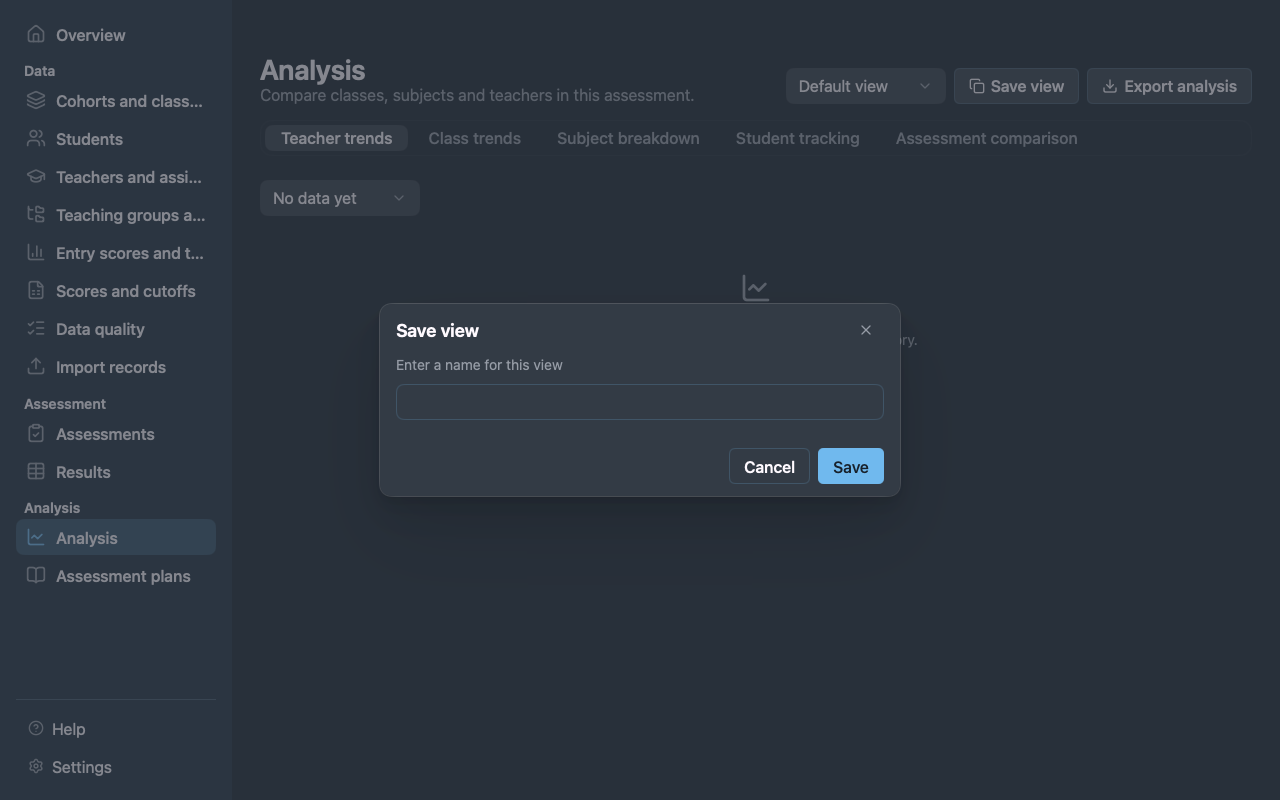 Overview
Data
Cohorts and class...
Students
Teachers and assi...
Teaching groups a...
Entry scores and t...
Scores and cutoffs
Data quality
Import records
Assessment
Assessments
Results
Analysis
Analysis
Assessment plans
Help
Settings
Analysis
Compare classes, subjects and teachers in this assessment.
Default view
Save view
Export analysis
Teacher trends
Class trends
Subject breakdown
Student tracking
Assessment comparison
No data yet
Save view
Enter a name for this view
Cancel
Save